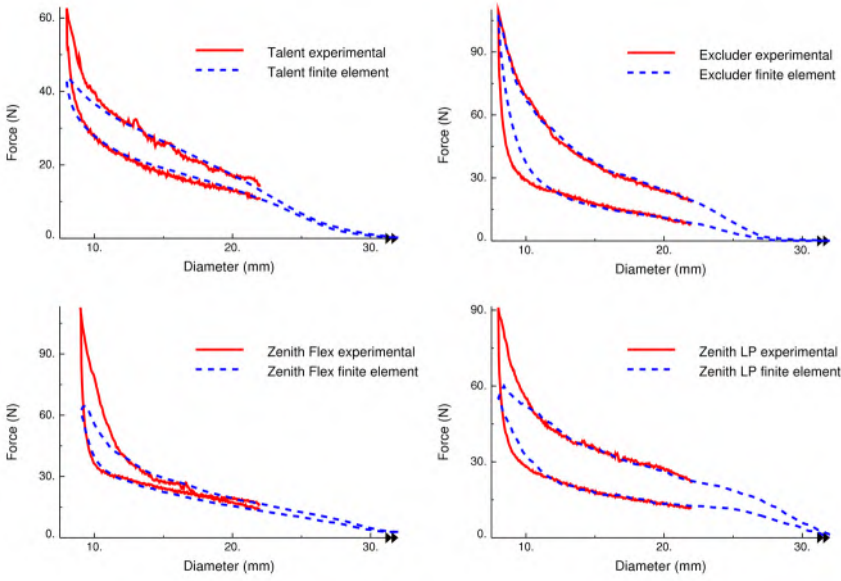 60.
40.
20.
0.
Force (N)
Talent experimental
Talent finite element
10.
20.
30.
Diameter (mm)
90.
60.
30.
0.
Force (N)
Excluder experimental
Excluder finite element
10.
20.
30.
Diameter (mm)
90.
60.
30.
0.
Force (N)
Zenith Flex experimental
Zenith Flex finite element
10.
20.
30.
Diameter (mm)
90.
60.
30.
0.
Force (N)
Zenith LP experimental
Zenith LP finite element
10.
20.
30.
Diameter (mm)